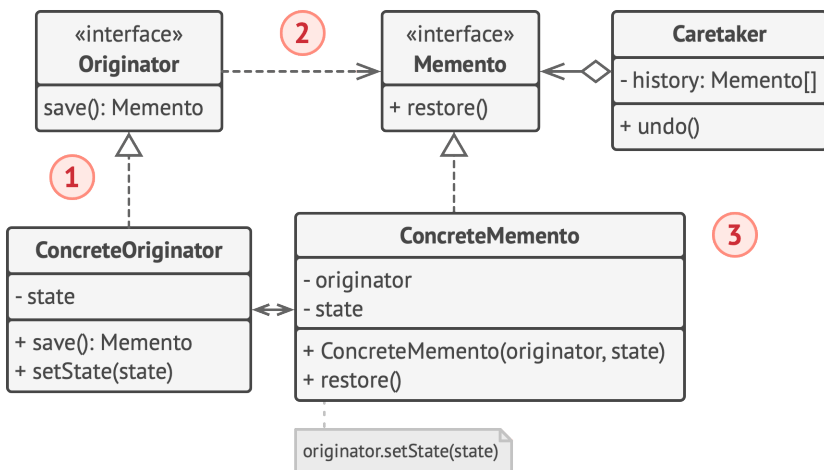 «interface»
Originator
save(): Memento
2
«interface»
Memento
+ restore()
Caretaker
- history: Memento[]
+ undo()
1
ConcreteOriginator
- state
+ save(): Memento
+ setState(state)
ConcreteMemento
- originator
- state
+ ConcreteMemento(originator, state)
+ restore()
3
originator.setState(state)